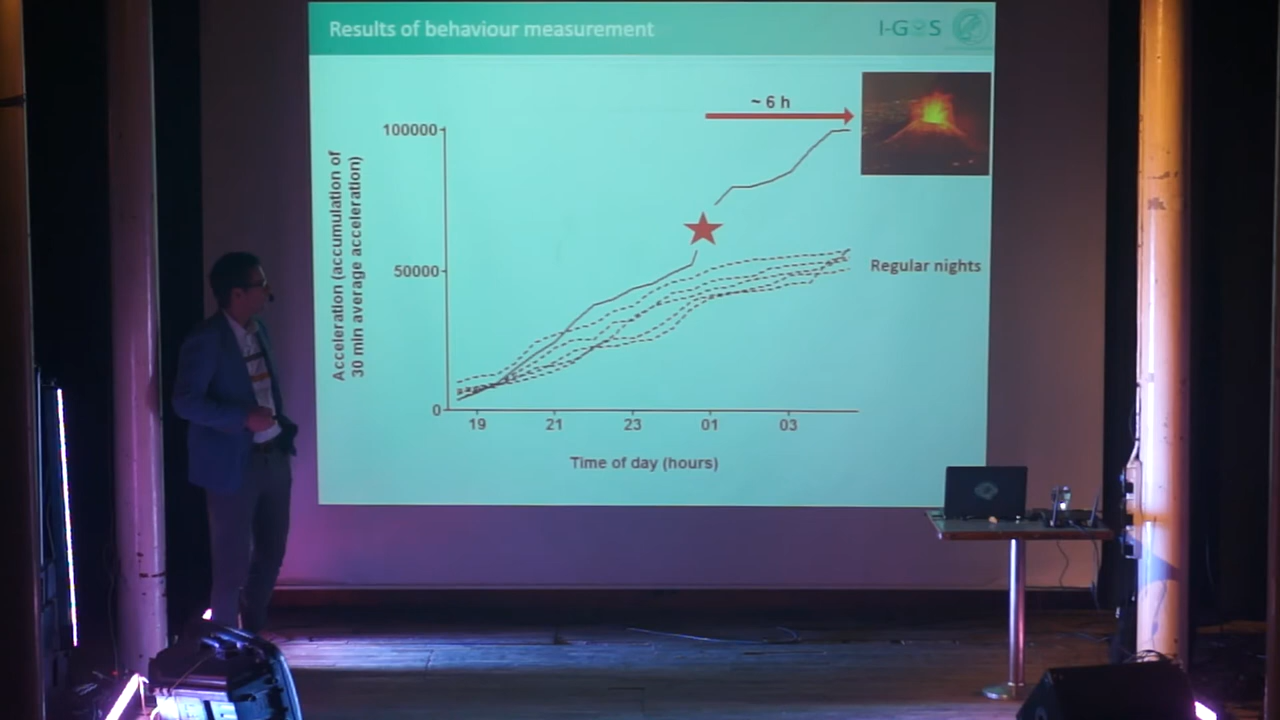 Results of behaviour measurement
I-G S
~ 6 h
100000
50000
0
Acceleration (accumulation of
30 min average acceleration)
Regular nights
19 21 23 01 03
Time of day (hours)